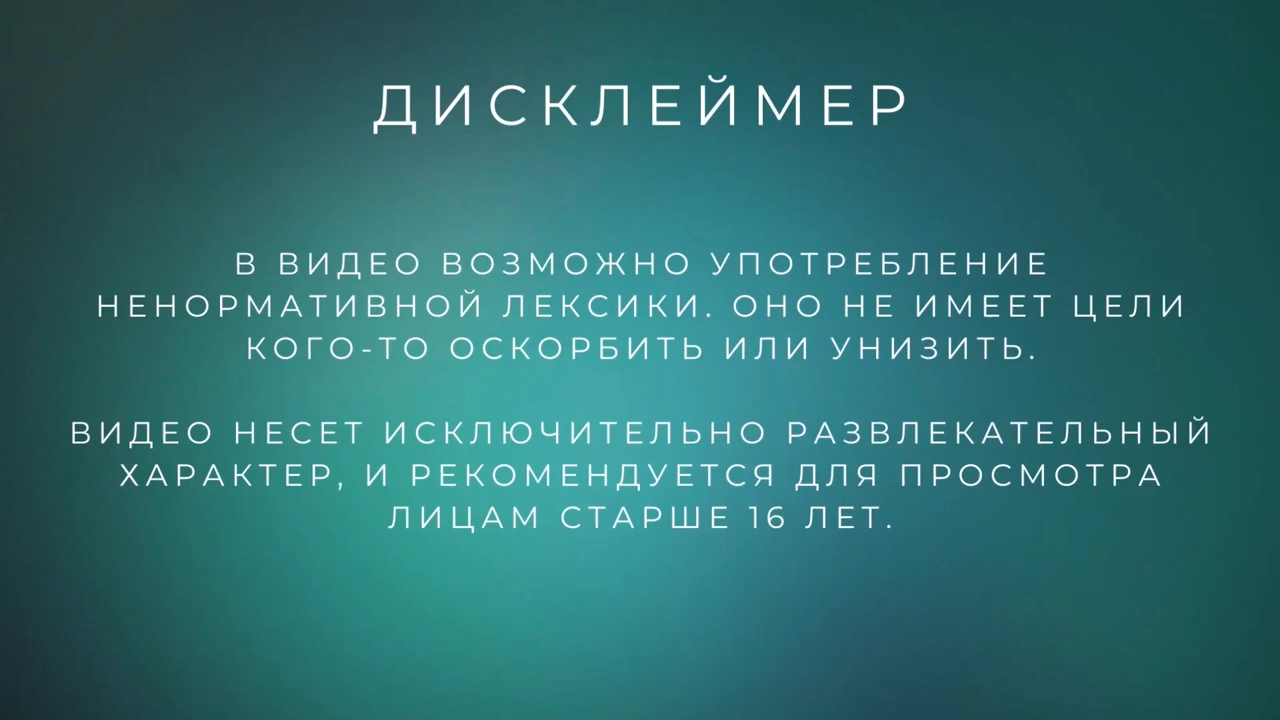 ДИСКЛЕЙМЕР
В ВИДЕО ВОЗМОЖНО УПОТРЕБЛЕНИЕ
НЕНОРМАТИВНОЙ ЛЕКСИКИ. ОНО НЕ ИМЕЕТ ЦЕЛИ
КОГО-ТО ОСКОРБИТЬ ИЛИ УНИЗИТЬ.
ВИДЕО НЕСЕТ ИСКЛЮЧИТЕЛЬНО РАЗВЛЕКАТЕЛЬНЫЙ
ХАРАКТЕР, И РЕКОМЕНДУЕТСЯ ДЛЯ ПРОСМОТРА
ЛИЦАМ СТАРШЕ 16 ЛЕТ.